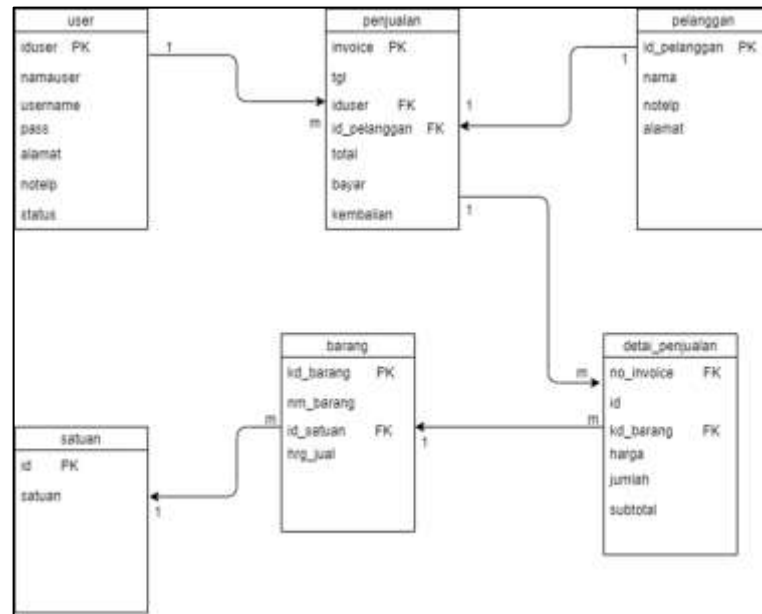 user
iduser PK
namauser
username
pass
alamat
notelp
status
1
m
penjualan
invoice PK
tgl
iduser FK
id_pelanggan FK
total
bayar
kembalian
1
1
1
pelanggan
id_pelanggan PK
nama
notelp
alamat
barang
kd_barang PK
nm_barang
id_satuan FK
hrg_jual
m
1
detai_penjualan
no_invoice FK
id
kd_barang FK
harga
jumlah
subtotal
m
m
satuan
id PK
satuan
1